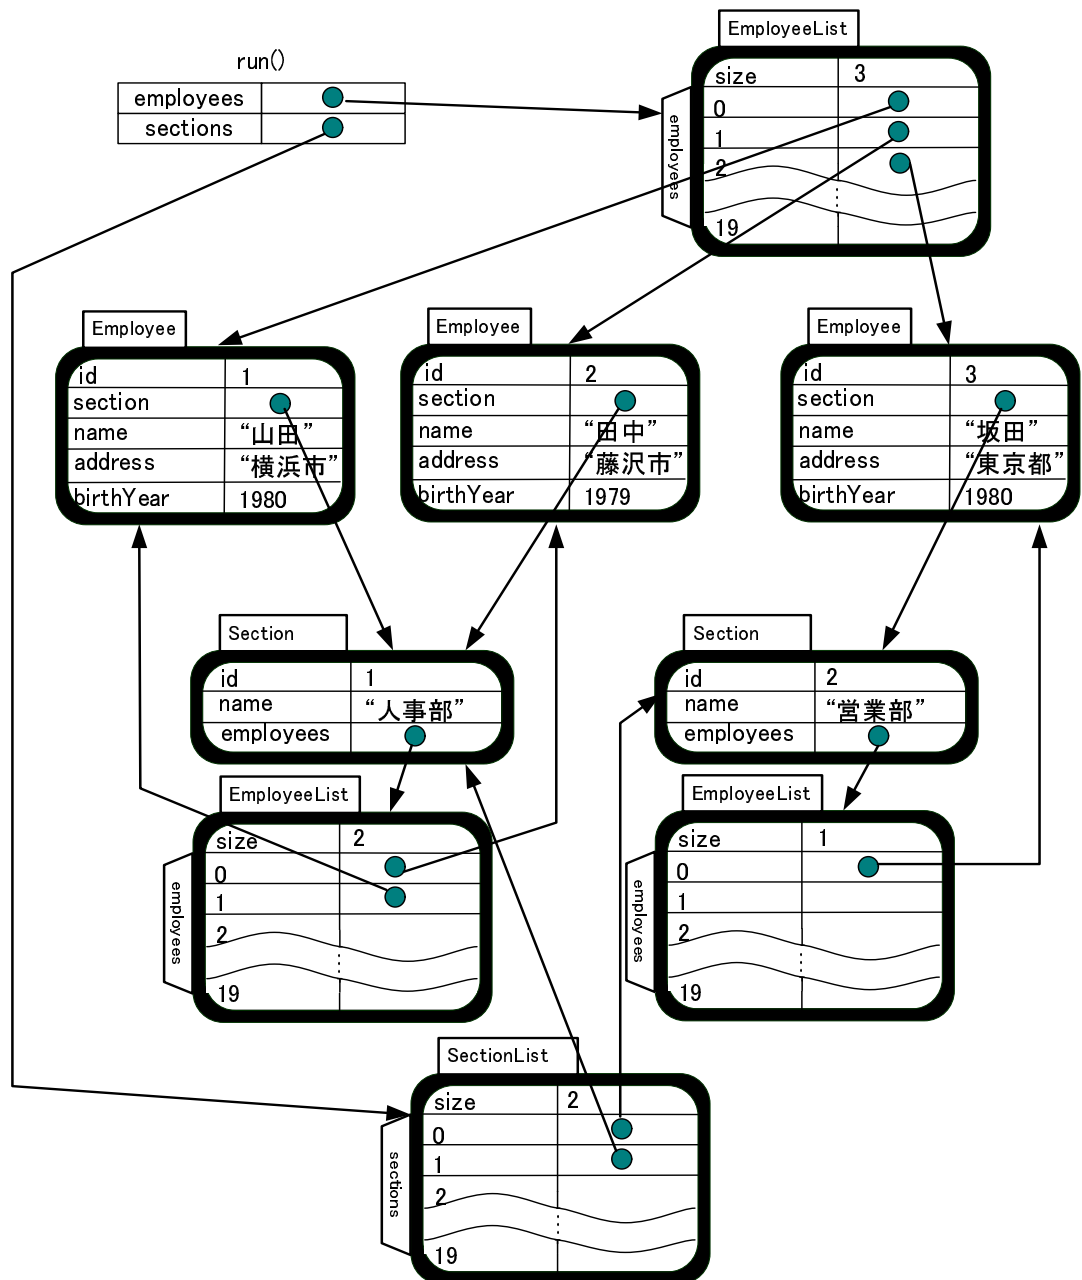 run()
employees
sections
EmployeeList
size 3
0
1
2
19
employees
Employee
id 1
section
name “山田”
address “横浜市”
birthYear 1980
Employee
id 2
section
name “田中”
address “藤沢市”
birthYear 1979
Employee
id 3
section
name “坂田”
address “東京都”
birthYear 1980
Section
id 1
name “人事部”
employees
Section
id 2
name “営業部”
employees
EmployeeList
size 2
0
1
2
19
employees
EmployeeList
size 1
0
1
2
19
employees
SectionList
size 2
0
1
2
19
sections